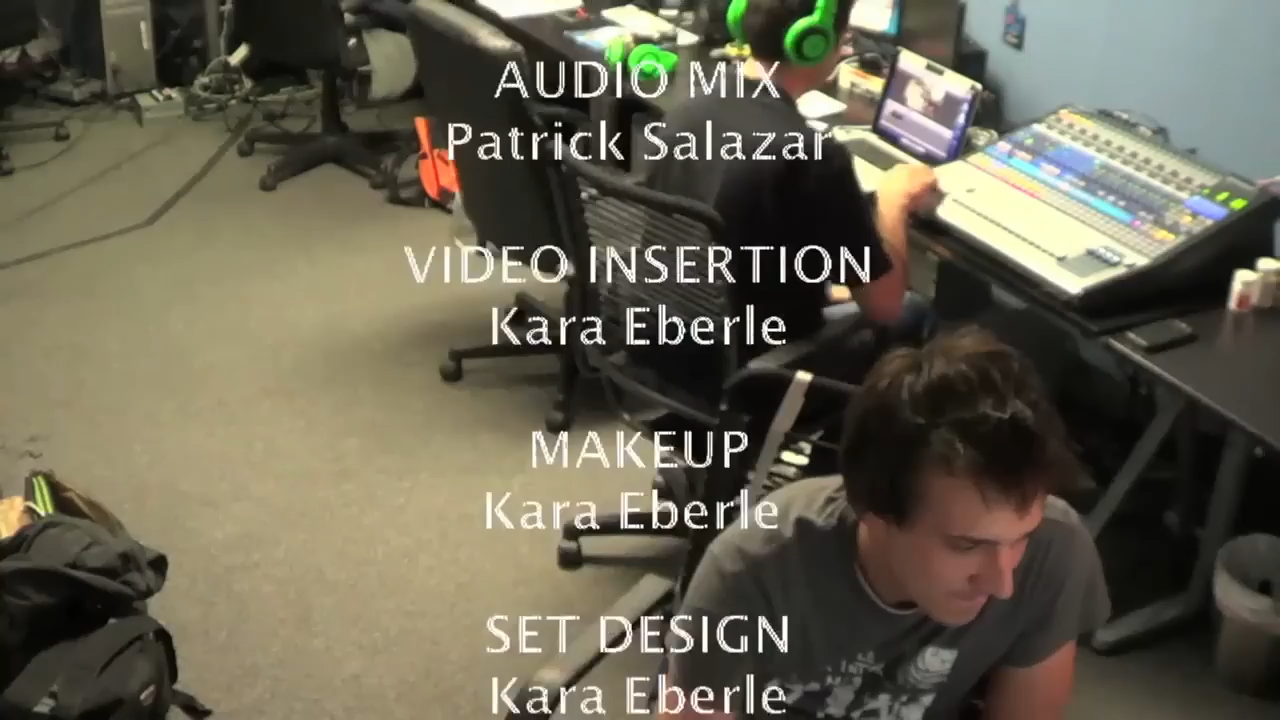 AUDIO MIX
Patrick Salazar
VIDEO INSERTION
Kara Eberle
MAKEUP
Kara Eberle
SET DESIGN
Kara Eberle